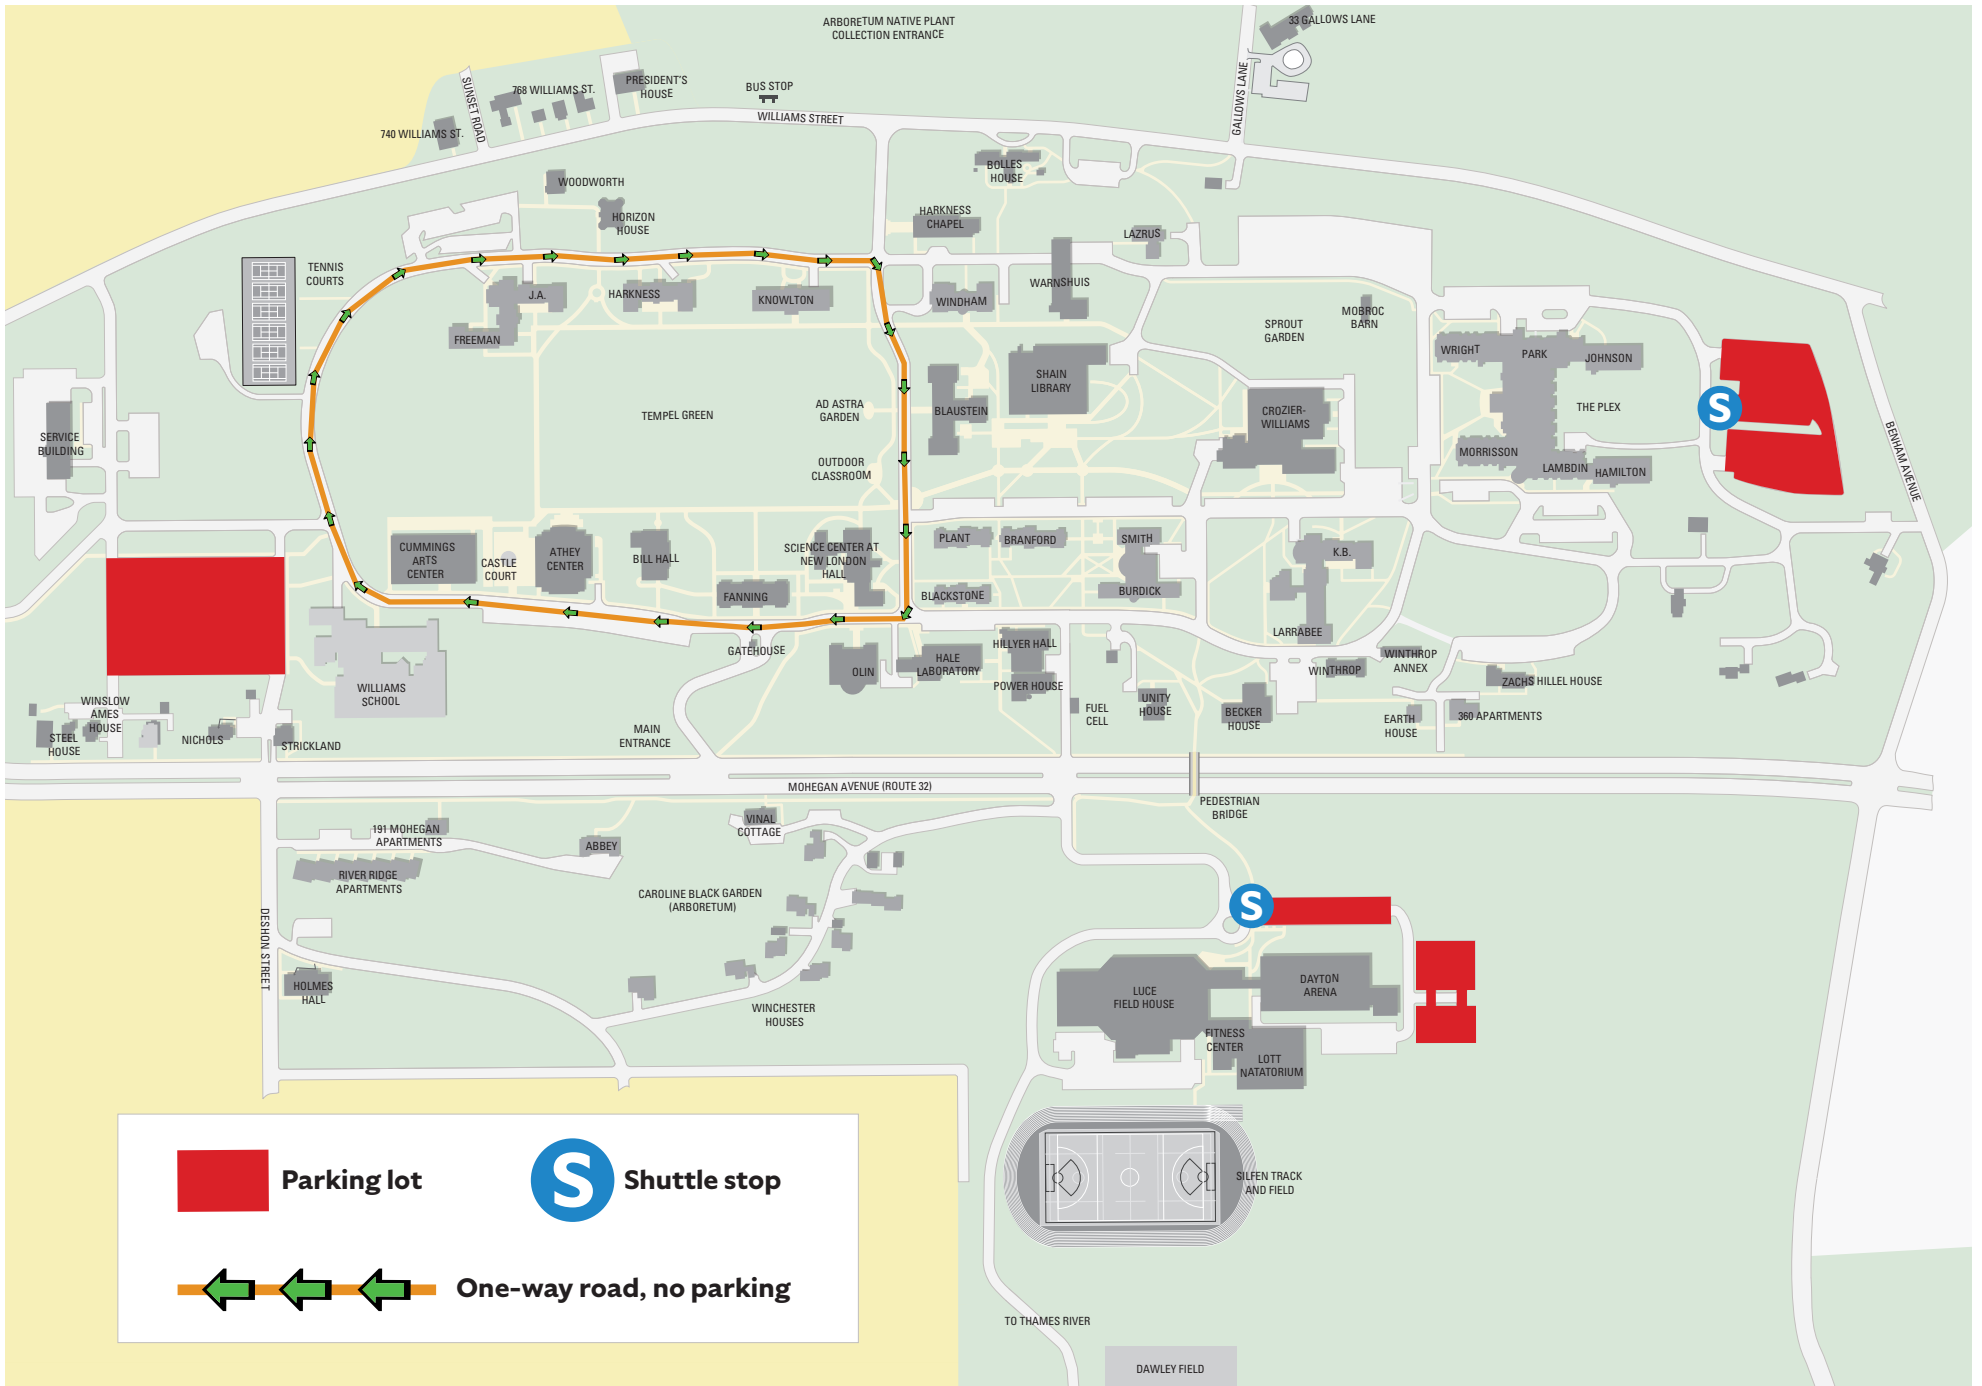 ARBORETUM NATIVE PLANT
COLLECTION ENTRANCE
33 GALLOWS LANE
GALLOWS LANE
SUNSET ROAD
768 WILLIAMS ST.
PRESIDENT'S
HOUSE
BUS STOP
WILLIAMS STREET
740 WILLIAMS ST.
WOODWORTH
HORIZON
HOUSE
BOLLES
HOUSE
HARKNESS
CHAPEL
LAZRUS
TENNIS
COURTS
J.A.
HARKNESS
KNOWLTON
WINDHAM
WARNSHUIS
MOBROC
BARN
SPROUT
GARDEN
FREEMAN
WRIGHT
PARK
JOHNSON
SHAIN
LIBRARY
THE PLEX
S
AD ASTRA
GARDEN
TEMPEL GREEN
BLAUSTEIN
CROZIER-
WILLIAMS
SERVICE
BUILDING
BENHAM AVENUE
OUTDOOR
CLASSROOM
MORRISSON
LAMBDIN
HAMILTON
CUMMINGS
ARTS
CENTER
CASTLE
COURT
ATHEY
CENTER
BILL HALL
SCIENCE CENTER AT
NEW LONDON
HALL
PLANT
BRANFORD
SMITH
K.B.
FANNING
BLACKSTONE
BURDICK
LARRABEE
GATEHOUSE
OLIN
HALE
LABORATORY
HILLYER HALL
POWER HOUSE
WINTHROP
WINTHROP
ANNEX
ZACHS HILLEL HOUSE
WILLIAMS
SCHOOL
WINSLOW
AMES
HOUSE
STEEL
HOUSE
NICHOLS
STRICKLAND
MAIN
ENTRANCE
FUEL
CELL
UNITY
HOUSE
BECKER
HOUSE
EARTH
HOUSE
360 APARTMENTS
MOHEGAN AVENUE (ROUTE 32)
PEDESTRIAN
BRIDGE
191 MOHEGAN
APARTMENTS
ABBEY
VINAL
COTTAGE
RIVER RIDGE
APARTMENTS
CAROLINE BLACK GARDEN
(ARBORETUM)
S
DESHON STREET
HOLMES
HALL
WINCHESTER
HOUSES
LUCE
FIELD HOUSE
DAYTON
ARENA
FITNESS
CENTER
LOTT
NATATORIUM
SILFEN TRACK
AND FIELD
TO THAMES RIVER
DAWLEY FIELD
Parking lot
S
Shuttle stop
One-way road, no parking